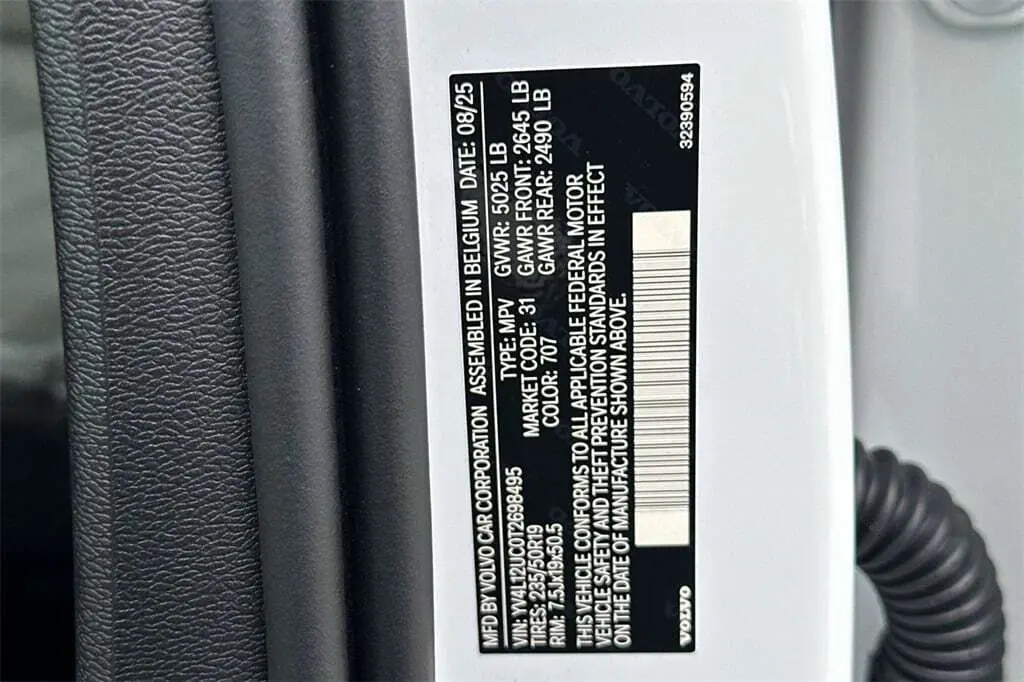 MFD BY VOLVO CAR CORPORATION ASSEMBLED IN BELGIUM DATE: 08/25
VIN: YV4L12UC0T2698495 TYPE: MPV GVWR: 5025 LB
TIRES: 235/50R19 MARKET CODE: 31 GAWR FRONT: 2645 LB
RIM: 7.5Jx19x50.5 COLOR: 707 GAWR REAR: 2490 LB
THIS VEHICLE CONFORMS TO ALL APPLICABLE FEDERAL MOTOR
VEHICLE SAFETY AND THEFT PREVENTION STANDARDS IN EFFECT
ON THE DATE OF MANUFACTURE SHOWN ABOVE.
VOLVO 32390594